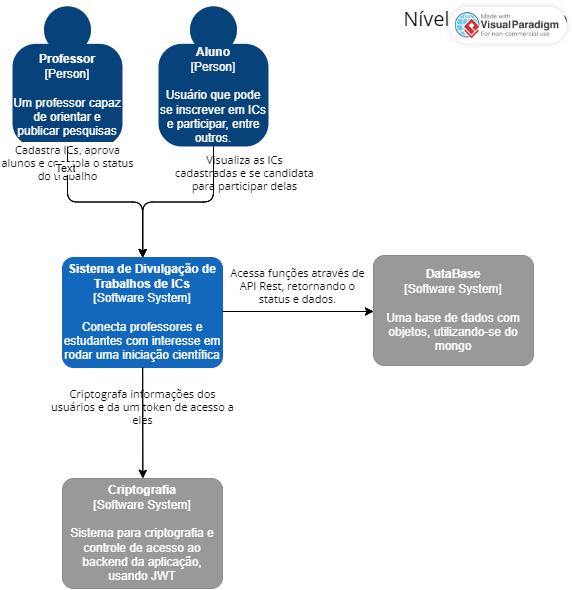 Nível
Made with
VisualParadigm
For non-commercial use
Professor
[Person]
Um professor capaz
de orientar e
publicar pesquisas
Aluno
[Person]
Usuário que pode
se inscrever em ICs
e participar, entre
outros.
Cadastra ICs, aprova
alunos e controla o status
do trabalho
Text
Visualiza as ICs
cadastradas e se candidata
para participar delas
Sistema de Divulgação de
Trabalhos de ICs
[Software System]
Conecta professores e
estudantes com interesse em
rodar uma iniciação científica
Acessa funções através de
API Rest, retornando o
status e dados.
DataBase
[Software System]
Uma base de dados com
objetos, utilizando-se do
mongo
Criptografa informações dos
usuários e da um token de acesso a
eles
Criptografia
[Software System]
Sistema para criptografia e
controle de acesso ao
backend da aplicação,
usando JWT